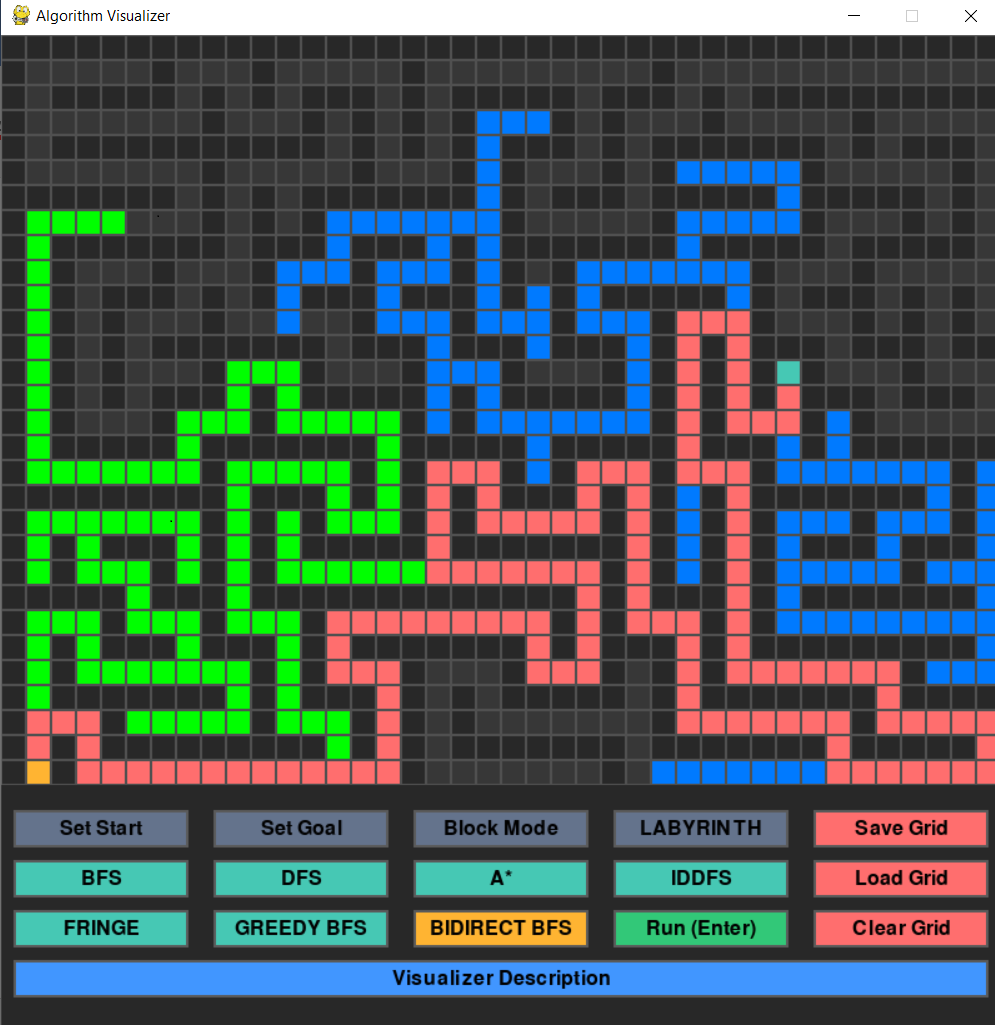 Algorithm Visualizer
Set Start Set Goal Block Mode LABYRINTH Save Grid
BFS DFS A* IDDFS Load Grid
FRINGE GREEDY BFS BIDIRECT BFS Run (Enter) Clear Grid
Visualizer Description